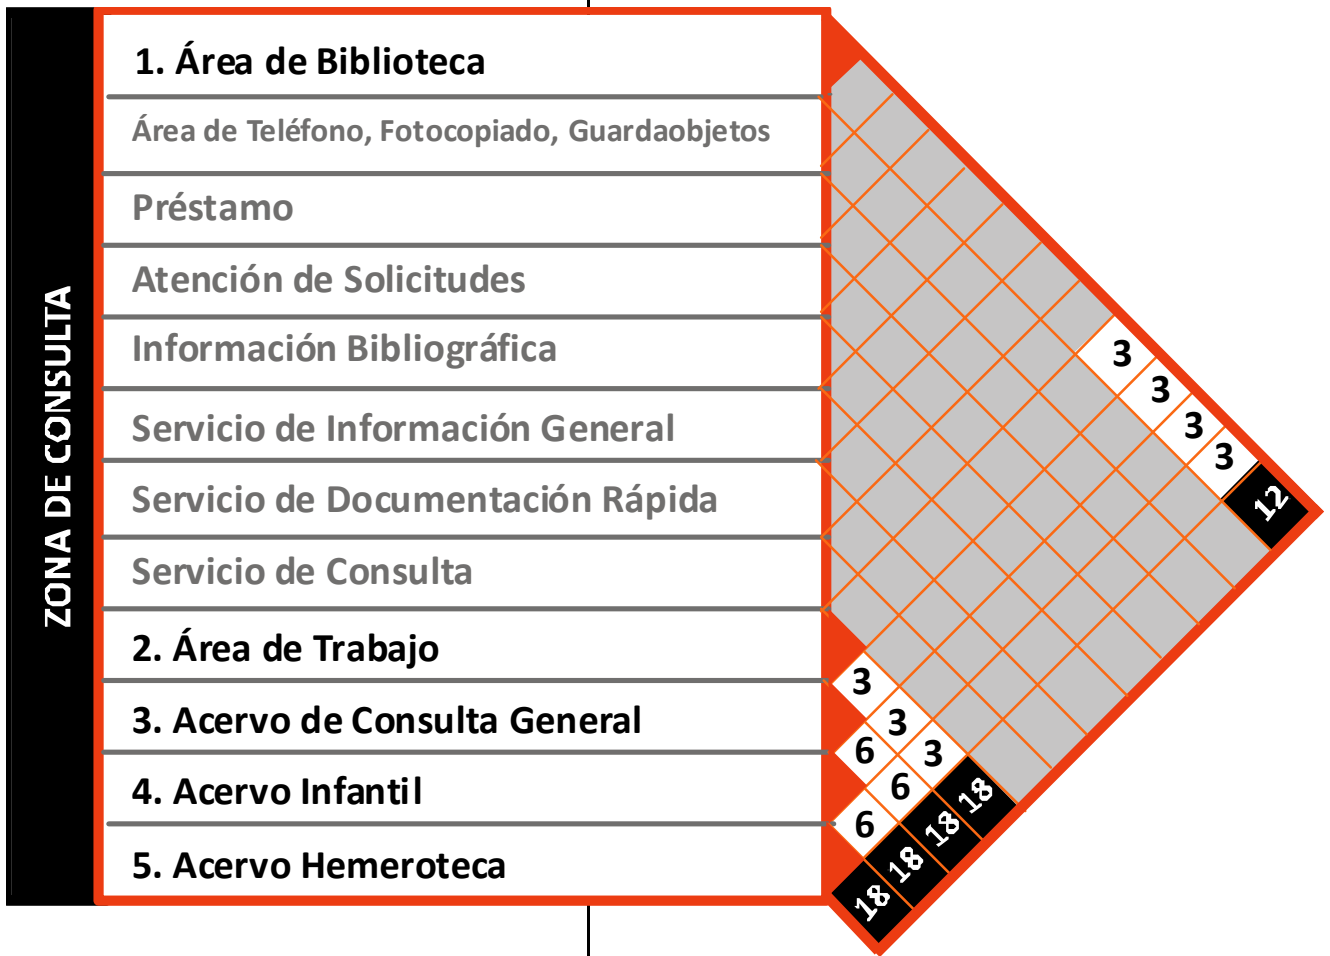 ZONA DE CONSULTA
1. Área de Biblioteca
Área de Teléfono, Fotocopiado, Guardaobjetos
Préstamo
Atención de Solicitudes
Información Bibliográfica
Servicio de Información General
Servicio de Documentación Rápida
Servicio de Consulta
2. Área de Trabajo
3. Acervo de Consulta General
4. Acervo Infantil
5. Acervo Hemeroteca
3
3
3
3
12
3
3
6
3
6
6
18
18
18
18